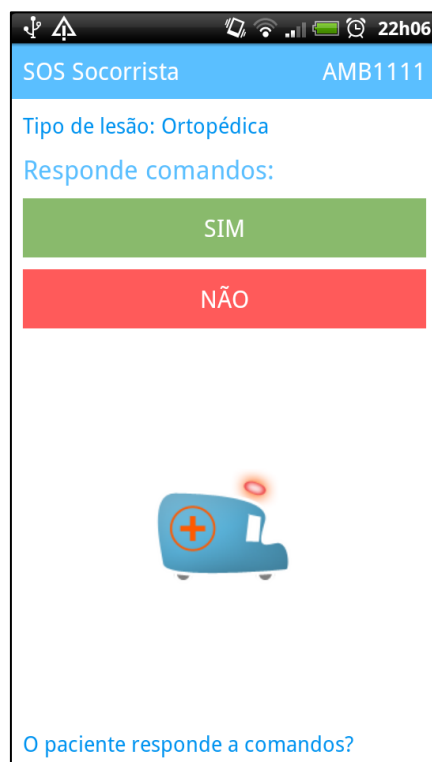 22h06
SOS Socorrista AMB1111
Tipo de lesão: Ortopédica
Responde comandos:
SIM
NÃO
O paciente responde a comandos?